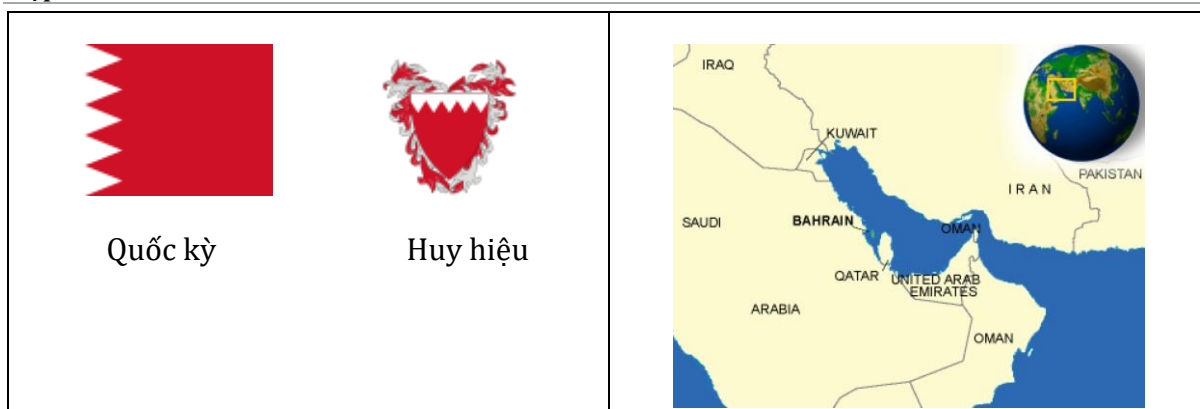 Quốc kỳ
Huy hiệu
IRAQ
KUWAIT
PAKISTAN
IRAN
SAUDI
BAHRAIN
OMAN
QATAR
UNITED ARAB
EMIRATES
ARABIA
OMAN